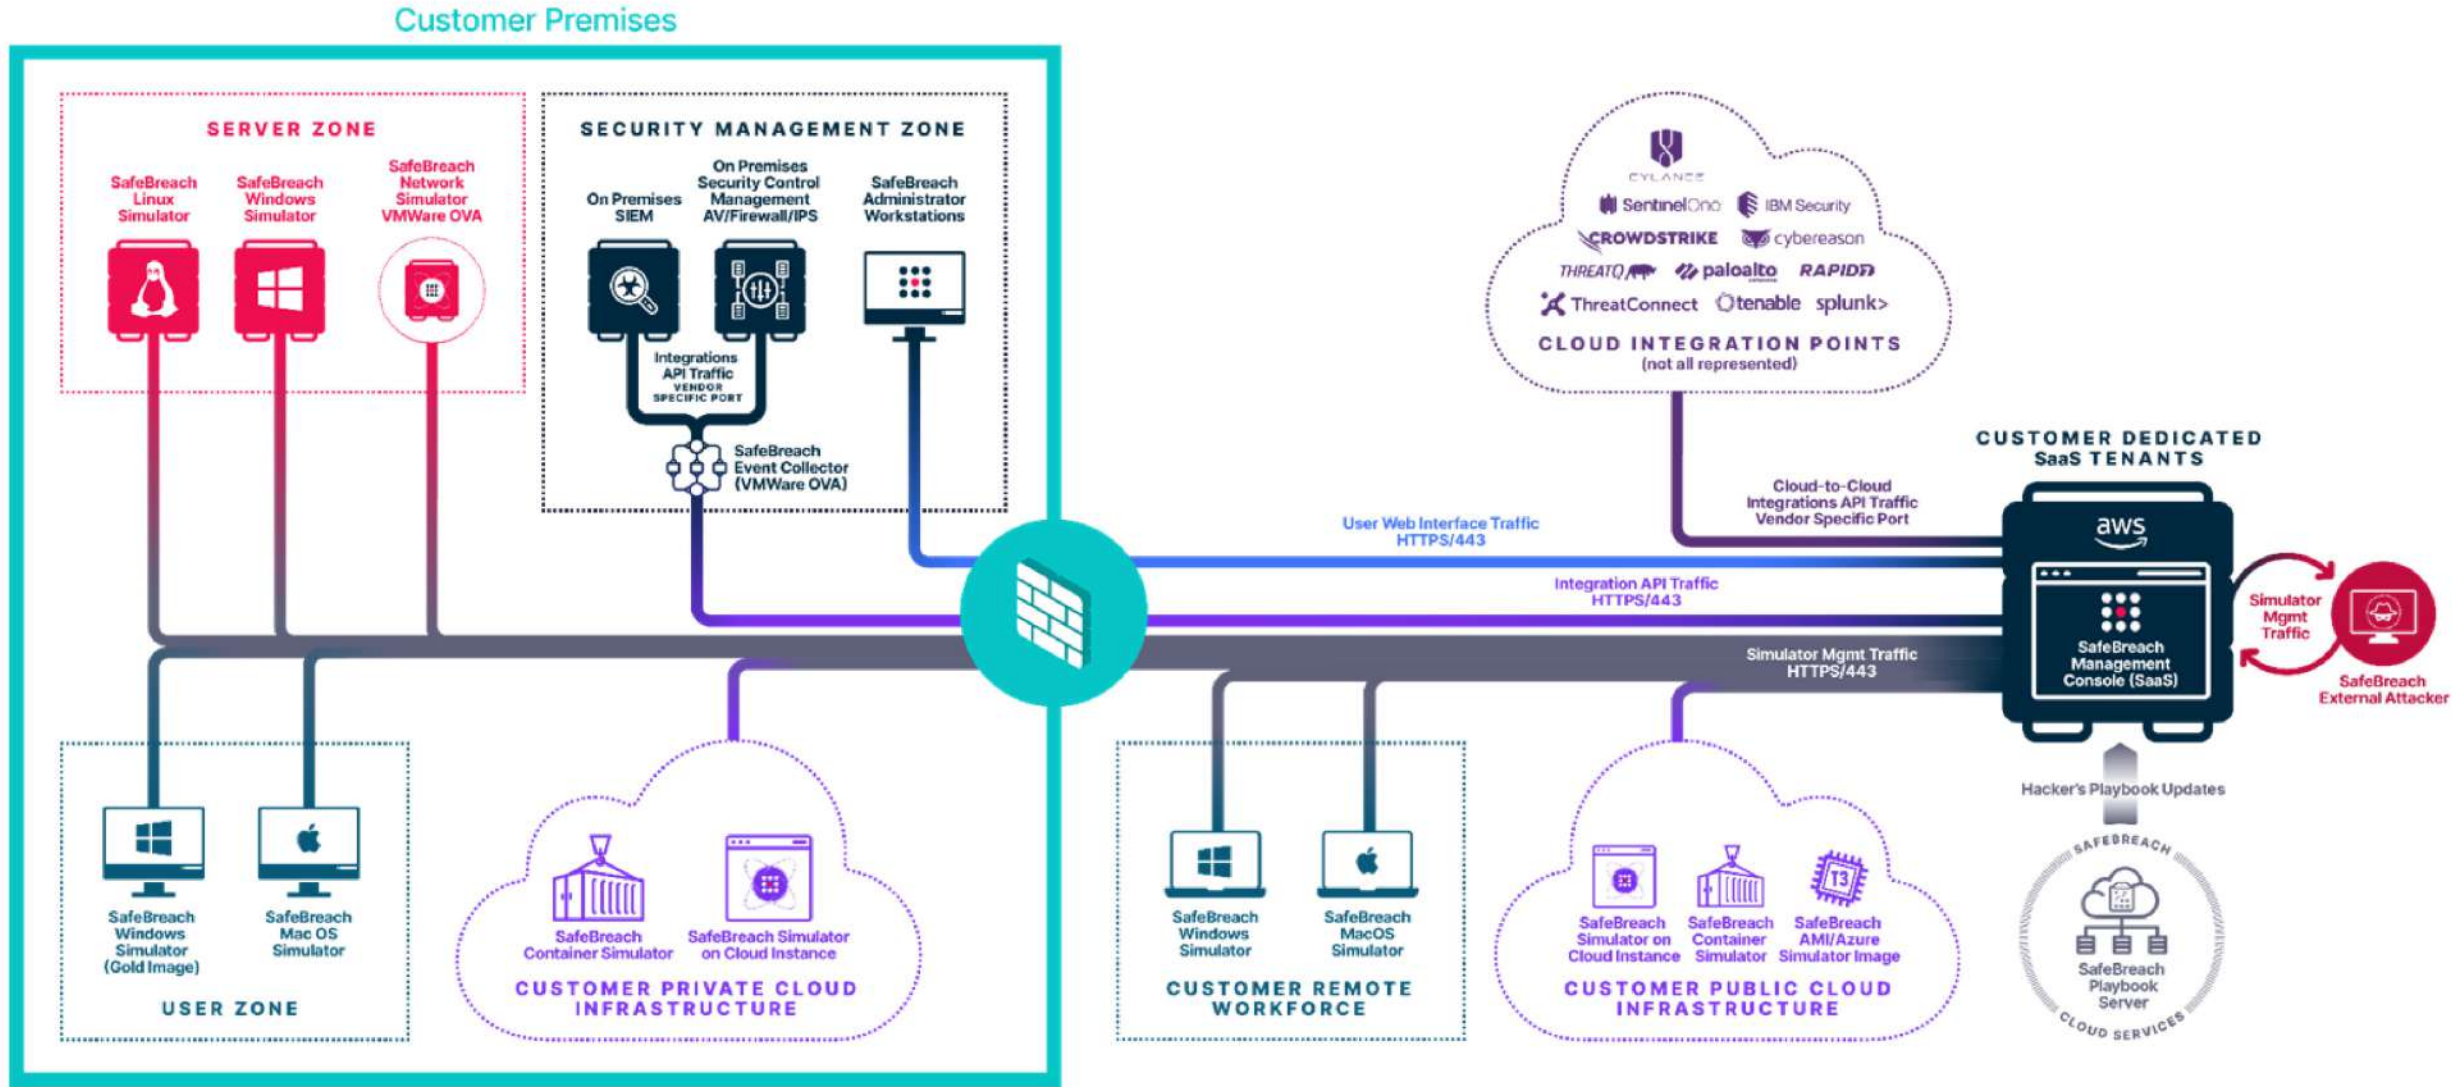 Customer Premises
SERVER ZONE
SafeBreach
Linux
Simulator
SafeBreach
Windows
Simulator
SafeBreach
Network
Simulator
VMWare OVA
SECURITY MANAGEMENT ZONE
On Premises
SIEM
On Premises
Security Control
Management
AV/Firewall/IPS
SafeBreach
Administrator
Workstations
Integrations
API Traffic
VENDOR
SPECIFIC PORT
SafeBreach
Event Collector
(VMWare OVA)
CYLANCE
SentinelOne
IBM Security
CROWDSTRIKE
cybereason
THREATQ
paloalto
RAPID7
ThreatConnect
tenable
splunk>
CLOUD INTEGRATION POINTS
(not all represented)
Cloud-to-Cloud
Integrations API Traffic
Vendor Specific Port
User Web Interface Traffic
HTTPS/443
Integration API Traffic
HTTPS/443
Simulator Mgmt Traffic
HTTPS/443
CUSTOMER DEDICATED
SaaS TENANTS
aws
SafeBreach
Management
Console (SaaS)
Simulator
Mgmt
Traffic
SafeBreach
External Attacker
Hacker's Playbook Updates
SAFEBREACH
SafeBreach
Playbook
Server
CLOUD SERVICES
SafeBreach
Windows
Simulator
(Gold Image)
SafeBreach
Mac OS
Simulator
USER ZONE
SafeBreach
Container Simulator
SafeBreach Simulator
on Cloud Instance
CUSTOMER PRIVATE CLOUD
INFRASTRUCTURE
SafeBreach
Windows
Simulator
SafeBreach
MacOS
Simulator
CUSTOMER REMOTE
WORKFORCE
T3
SafeBreach
Simulator on
Cloud Instance
SafeBreach
Container
Simulator
SafeBreach
AMI/Azure
Simulator Image
CUSTOMER PUBLIC CLOUD
INFRASTRUCTURE